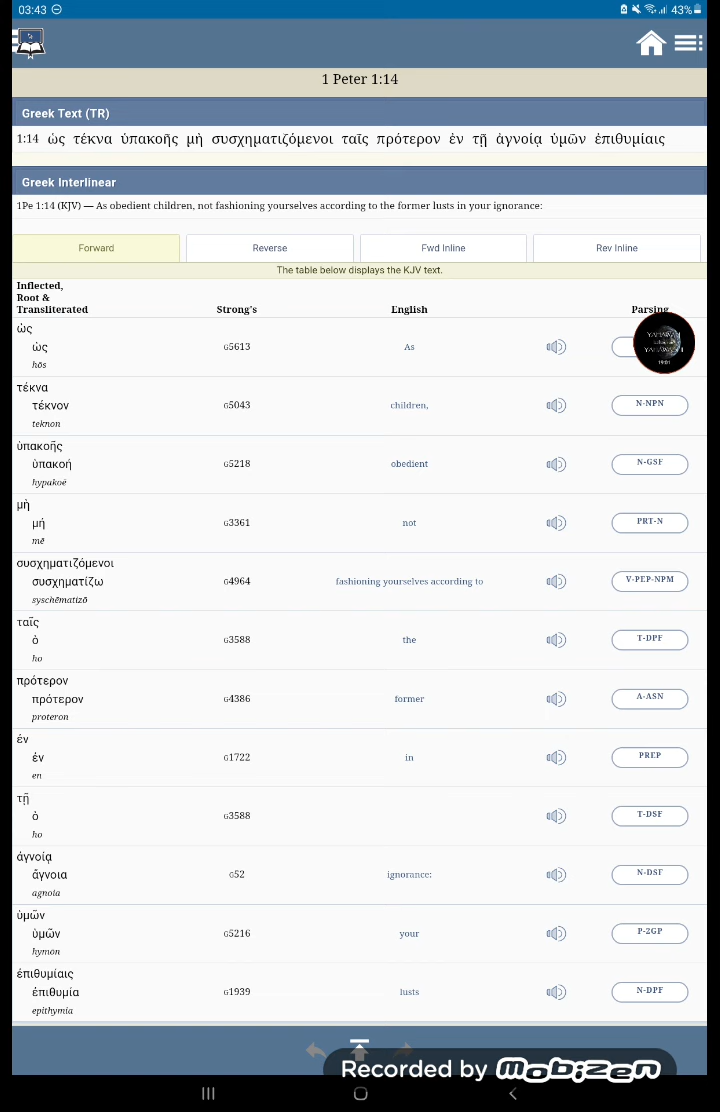 03:43 43%
1 Peter 1:14
Greek Text (TR)
1:14 ὡς τέκνα ὑπακοῆς μὴ συσχηματιζόμενοι ταῖς πρότερον ἐν τῇ ἀγνοίᾳ ὑμῶν ἐπιθυμίαις
Greek Interlinear
1Pe 1:14 (KJV) — As obedient children, not fashioning yourselves according to the former lusts in your ignorance:
Forward Reverse Fwd Inline Rev Inline
The table below displays the KJV text.
Inflected,
Root &
Transliterated Strong's English Parsing
ὡς
ὡς G5613 As
hōs
τέκνα
τέκνον G5043 children, N-NPN
teknon
ὑπακοῆς
ὑπακοή G5218 obedient N-GSF
hypakoē
μὴ
μή G3361 not PRT-N
mē
συσχηματιζόμενοι
συσχηματίζω G4964 fashioning yourselves according to V-PEP-NPM
syschēmatizō
ταῖς
ὁ G3588 the T-DPF
ho
πρότερον
πρότερον G4386 former A-ASN
proteron
ἐν
ἐν G1722 in PREP
en
τῇ
ὁ G3588 T-DSF
ho
ἀγνοίᾳ
ἄγνοια G52 ignorance: N-DSF
agnoia
ὑμῶν
ὑμῶν G5216 your P-2GP
hymōn
ἐπιθυμίαις
ἐπιθυμία G1939 lusts N-DPF
epithymia
Recorded by mobizen